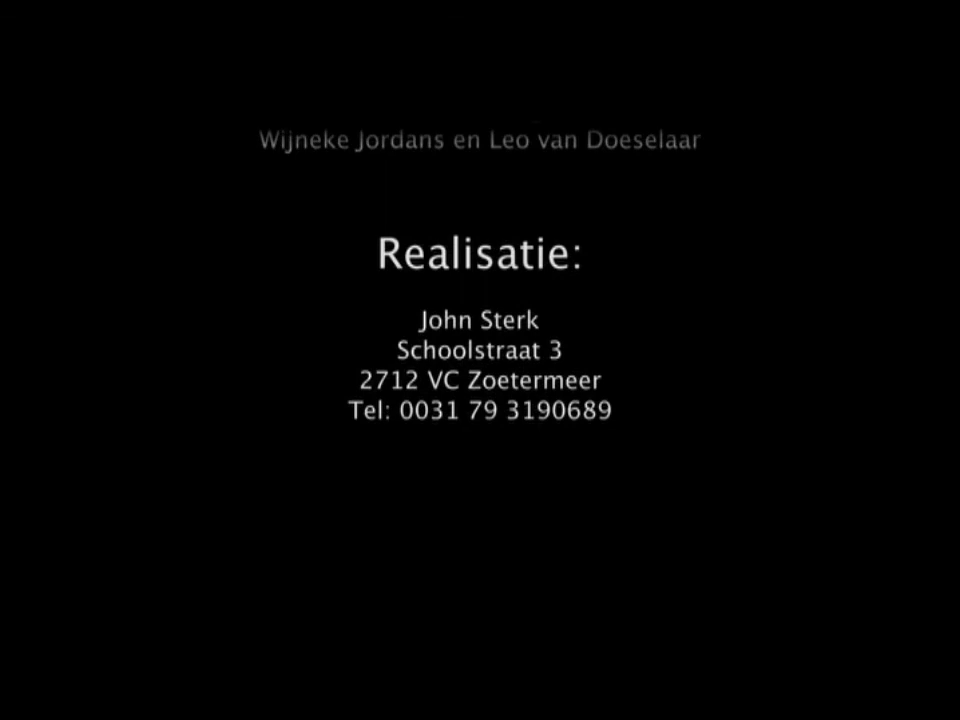 Wijneke Jordans en Leo van Doeselaar
Realisatie:
John Sterk
Schoolstraat 3
2712 VC Zoetermeer
Tel: 0031 79 3190689